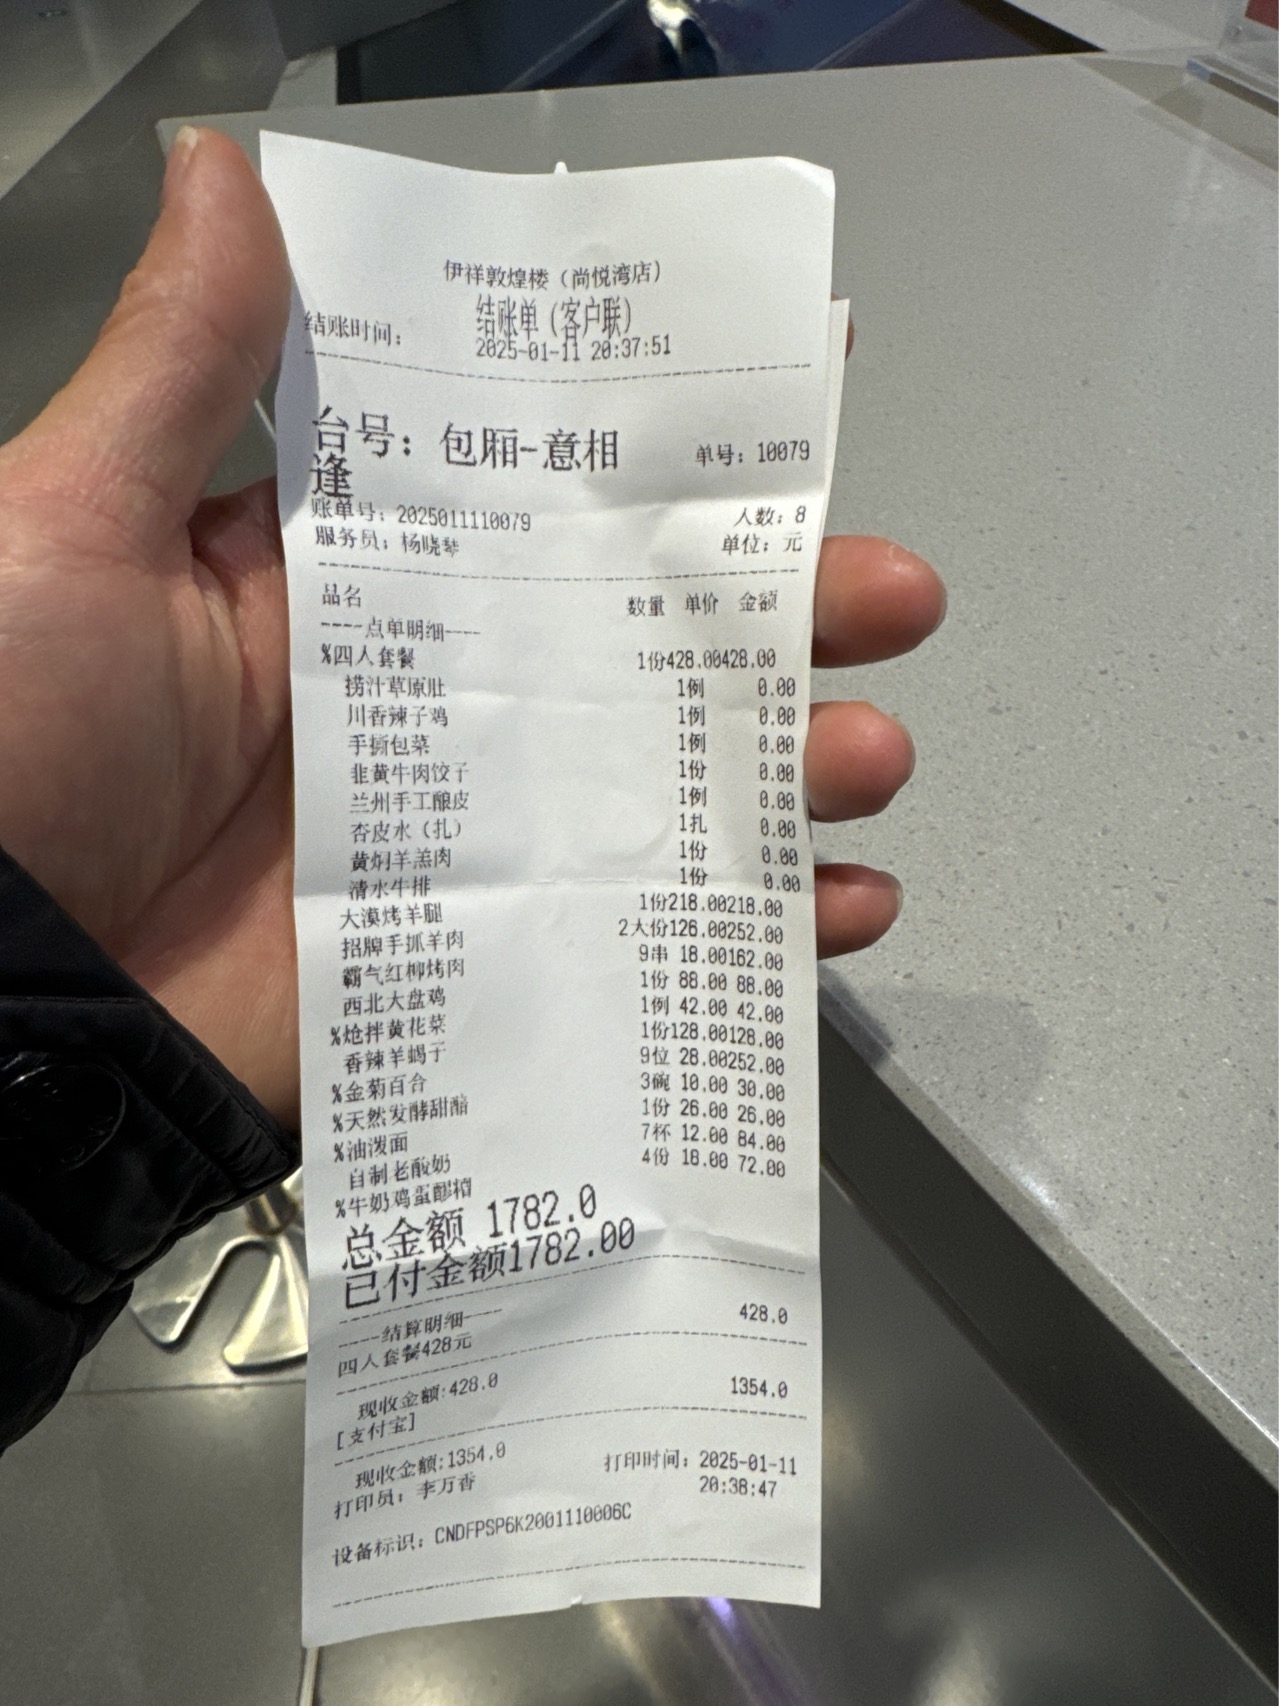 伊祥敦煌楼（尚悦湾店）
结账单（客户联）
结账时间： 2025-01-11 20:37:51
台号：包厢-意相逢 单号：10079
账单号：2025011110079 人数：8
服务员：杨晓琴 单位：元
品名 数量 单价 金额
----点单明细----
%四人套餐 1份428.00428.00
捞汁草原肚 1例 0.00
川香辣子鸡 1例 0.00
手撕包菜 1例 0.00
韭黄牛肉饺子 1份 0.00
兰州手工酿皮 1例 0.00
杏皮水（扎） 1扎 0.00
黄焖羊羔肉 1份 0.00
清水牛排 1份 0.00
大漠烤羊腿 1份218.00218.00
招牌手抓羊肉 2大份126.00252.00
霸气红柳烤肉 9串 18.00162.00
西北大盘鸡 1份 88.00 88.00
%炝拌黄花菜 1例 42.00 42.00
香辣羊蝎子 1份128.00128.00
%金菊百合 9位 28.00252.00
%天然发酵甜醅 3碗 10.00 30.00
%油泼面 1份 26.00 26.00
自制老酸奶 7杯 12.00 84.00
%牛奶鸡蛋醪糟 4份 18.00 72.00
总金额 1782.0
已付金额1782.00
----结算明细----
四人套餐428元 428.0
现收金额:428.0
[支付宝] 1354.0
现收金额:1354.0
打印员：李万香 打印时间：2025-01-11
20:38:47
设备标识：CNDFPSP6K2001110006C